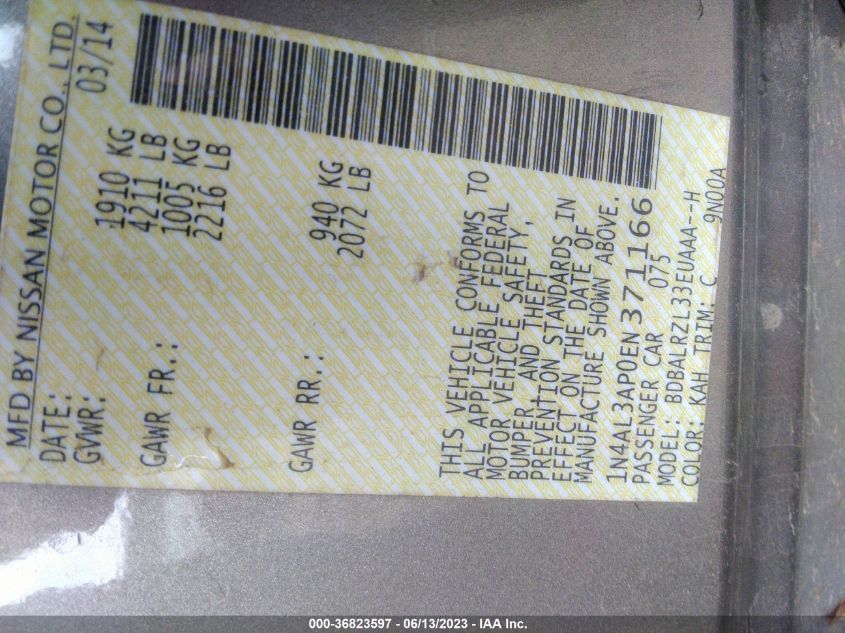 MFD BY NISSAN MOTOR CO., LTD.
DATE: 03/14
GVWR: 1910 KG
4211 LB
GAWR FR.: 1005 KG
2216 LB
GAWR RR.: 940 KG
2072 LB
THIS VEHICLE CONFORMS TO
ALL APPLICABLE FEDERAL
MOTOR VEHICLE SAFETY,
BUMPER, AND THEFT
PREVENTION STANDARDS IN
EFFECT ON THE DATE OF
MANUFACTURE SHOWN ABOVE.
1N4AL3AP0EN371166
PASSENGER CAR 075
MODEL: BDBALRZL33EUAAA--H
COLOR: KAH TRIM: C 9N00A
000-36823597 - 06/13/2023 - IAA Inc.